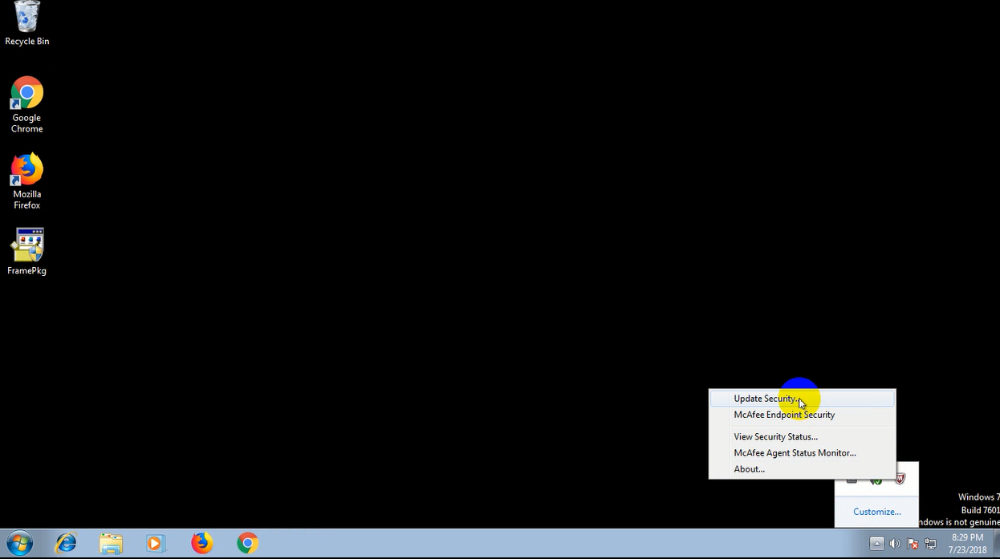 Recycle Bin
Google
Chrome
Mozilla
Firefox
FramePkg
Update Security...
McAfee Endpoint Security
View Security Status...
McAfee Agent Status Monitor...
About...
Customize...
Windows 7
Build 7601
ndows is not genuine
8:29 PM
7/23/2018